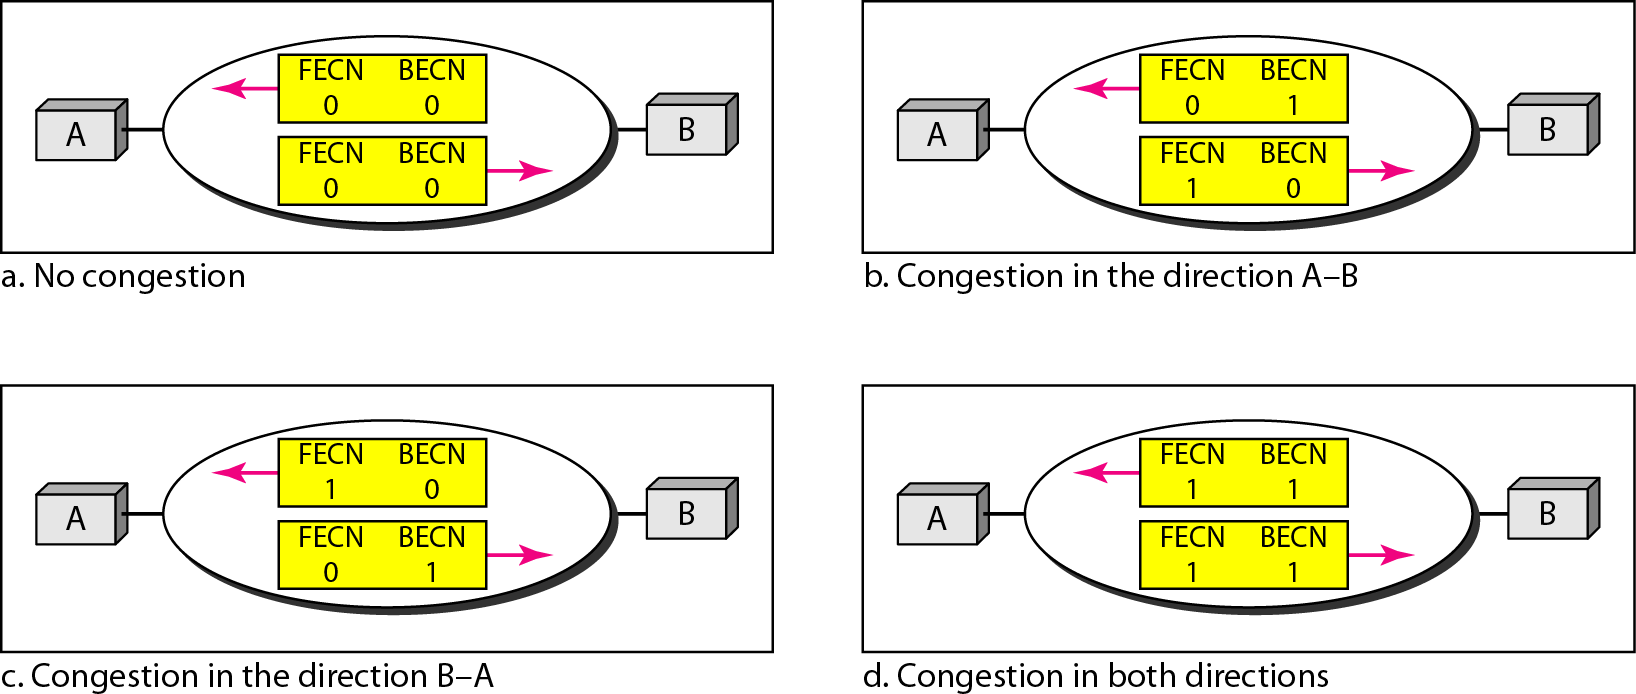 FECN BECN
0 0
A
B
FECN BECN
0 0
a. No congestion
FECN BECN
0 1
A
B
FECN BECN
1 0
b. Congestion in the direction A–B
FECN BECN
1 0
A
B
FECN BECN
0 1
c. Congestion in the direction B–A
FECN BECN
1 1
A
B
FECN BECN
1 1
d. Congestion in both directions